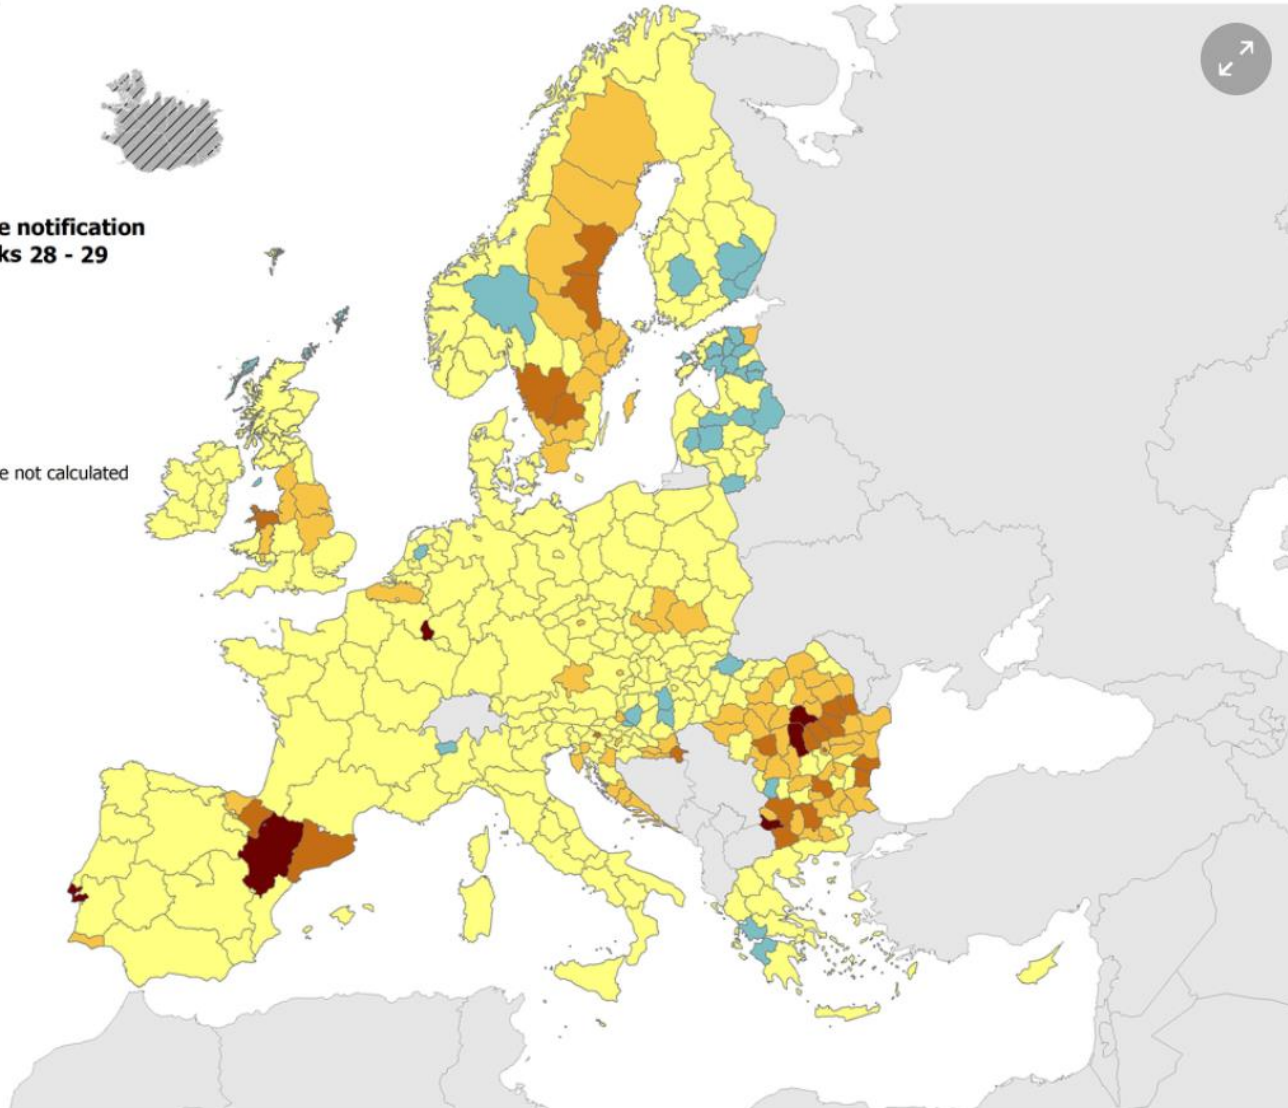 e notification
ks 28 - 29
e not calculated